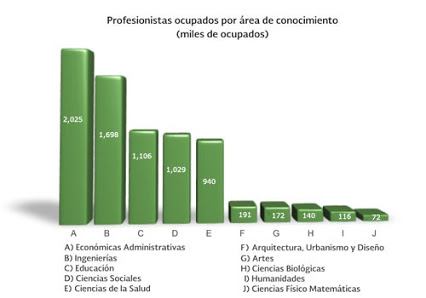 Profesionistas ocupados por área de conocimiento
(miles de ocupados)
2,025
1,698
1,106
1,029
940
191
172
140
116
72
A B C D E F G H I J
A) Económicas Administrativas
B) Ingenierías
C) Educación
D) Ciencias Sociales
E) Ciencias de la Salud
F) Arquitectura, Urbanismo y Diseño
G) Artes
H) Ciencias Biológicas
I) Humanidades
J) Ciencias Físico Matemáticas